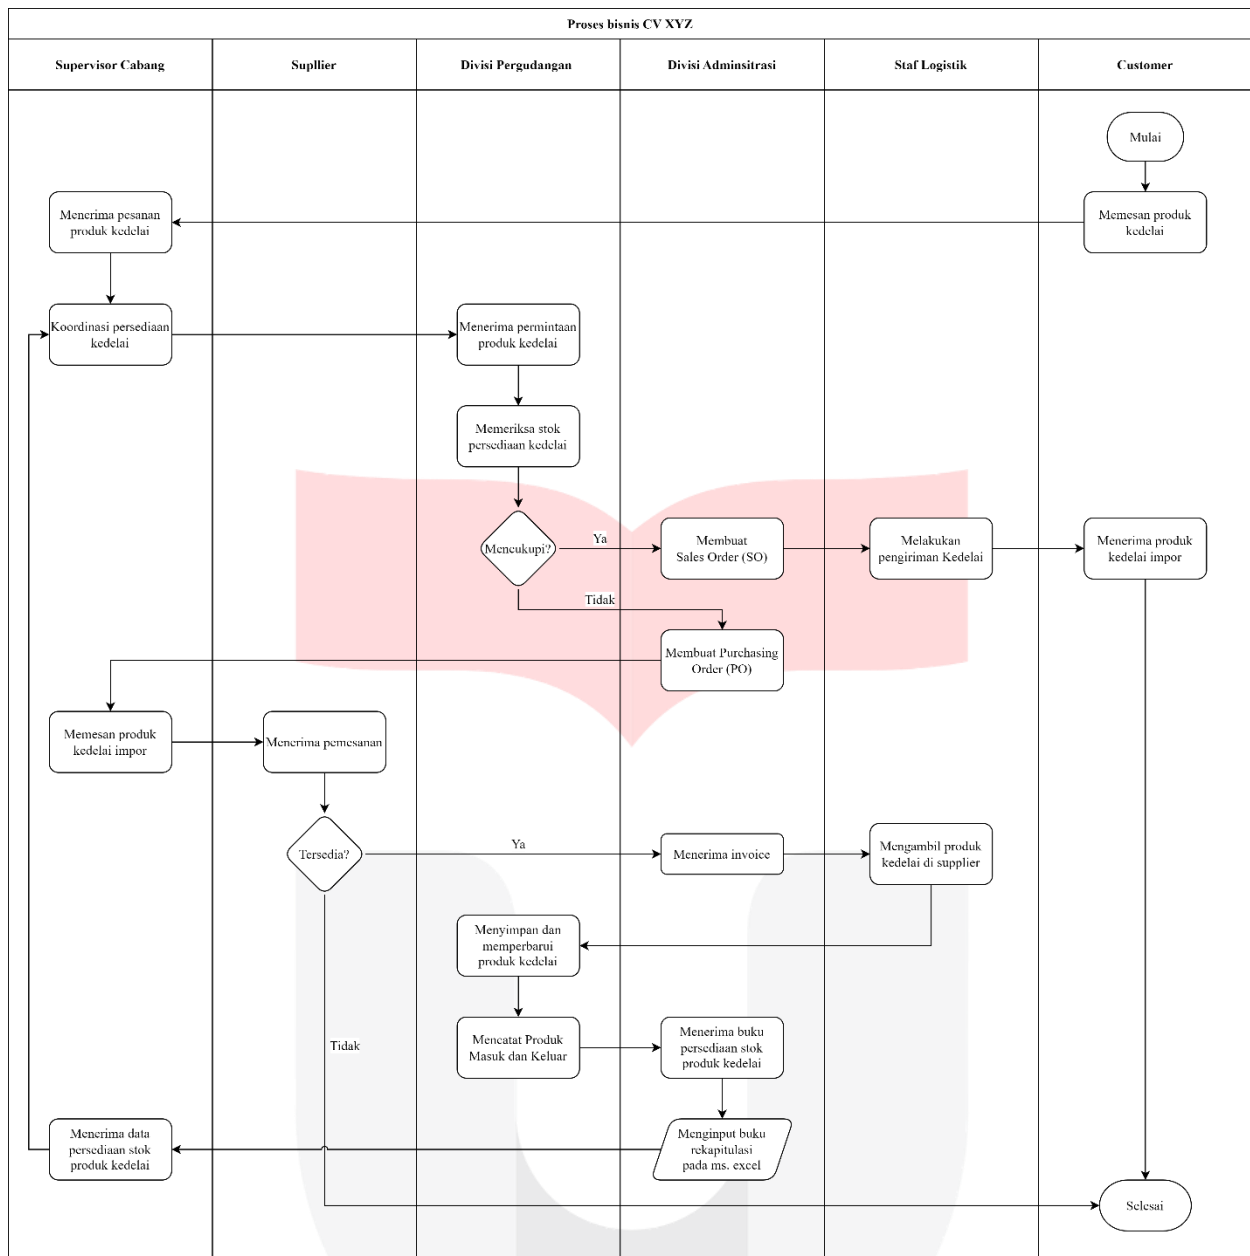 Proses bisnis CV XYZ
Supervisor Cabang
Supllier
Divisi Pergudangan
Divisi Adminsitrasi
Staf Logistik
Customer
Mulai
Menerima pesanan
produk kedelai
Memesan produk
kedelai
Koordinasi persediaan
kedelai
Menerima permintaan
produk kedelai
Memeriksa stok
persediaan kedelai
Mencukupi?
Ya
Membuat
Sales Order (SO)
Melakukan
pengiriman Kedelai
Menerima produk
kedelai impor
Tidak
Membuat Purchasing
Order (PO)
Memesan produk
kedelai impor
Menerima pemesanan
Tersedia?
Ya
Menerima invoice
Mengambil produk
kedelai di supplier
Menyimpan dan
memperbarui
produk kedelai
Tidak
Mencatat Produk
Masuk dan Keluar
Menerima buku
persediaan stok
produk kedelai
Menerima data
persediaan stok
produk kedelai
Menginput buku
rekapitulasi
pada ms. excel
Selesai